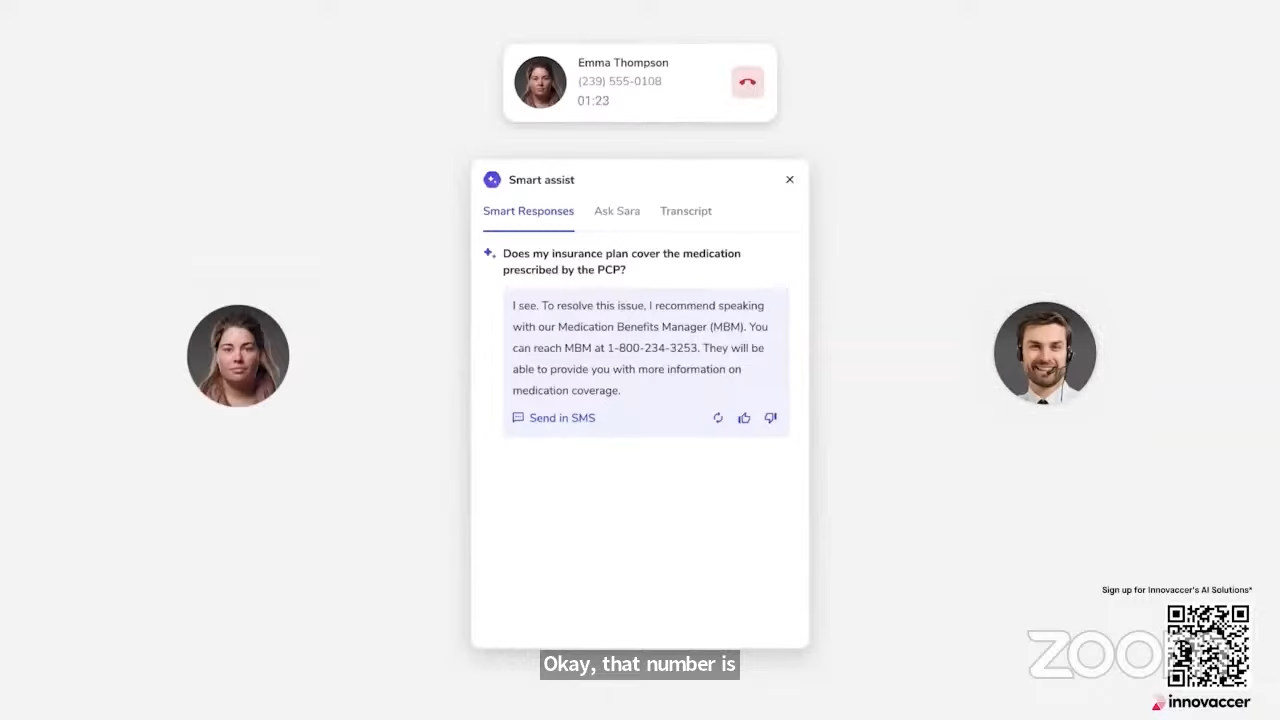 Emma Thompson
(239) 555-0108
01:23
Smart assist
Smart Responses
Ask Sara
Transcript
Does my insurance plan cover the medication
prescribed by the PCP?
I see. To resolve this issue, I recommend speaking
with our Medication Benefits Manager (MBM). You
can reach MBM at 1-800-234-3253. They will be
able to provide you with more information on
medication coverage.
Send in SMS
Sign up for Innovaccer's AI Solutions*
zoom
innovaccer
Okay, that number is